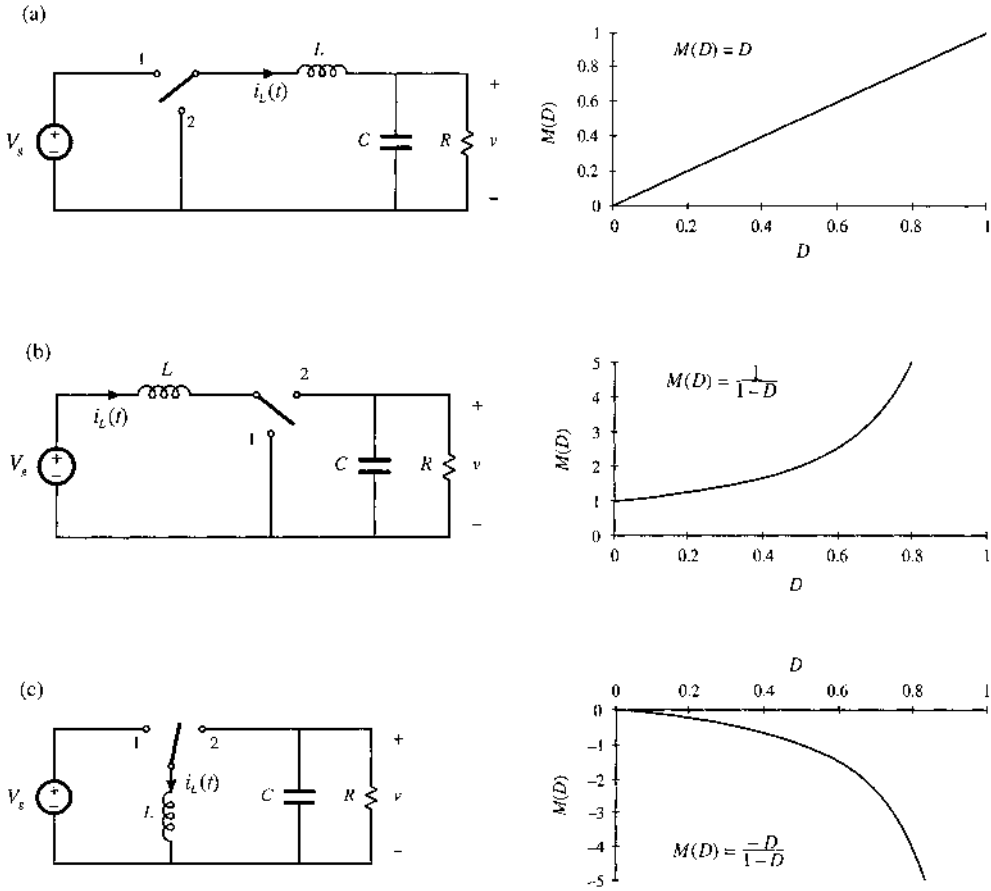 (a)
L
1
i_L(t)
2
V_g
+
−
C
R
+
v
−
M(D) = D
M(D)
1
0.8
0.6
0.4
0.2
0
0 0.2 0.4 0.6 0.8 1
D
(b)
L
2
i_L(t)
1
V_g
+
−
C
R
+
v
−
M(D) = 1/(1−D)
M(D)
5
4
3
2
1
0
0 0.2 0.4 0.6 0.8 1
D
(c)
1
2
i_L(t)
V_g
+
−
L
C
R
+
v
−
D
0 0.2 0.4 0.6 0.8 1
M(D)
0
−1
−2
−3
−4
−5
M(D) = −D/(1−D)